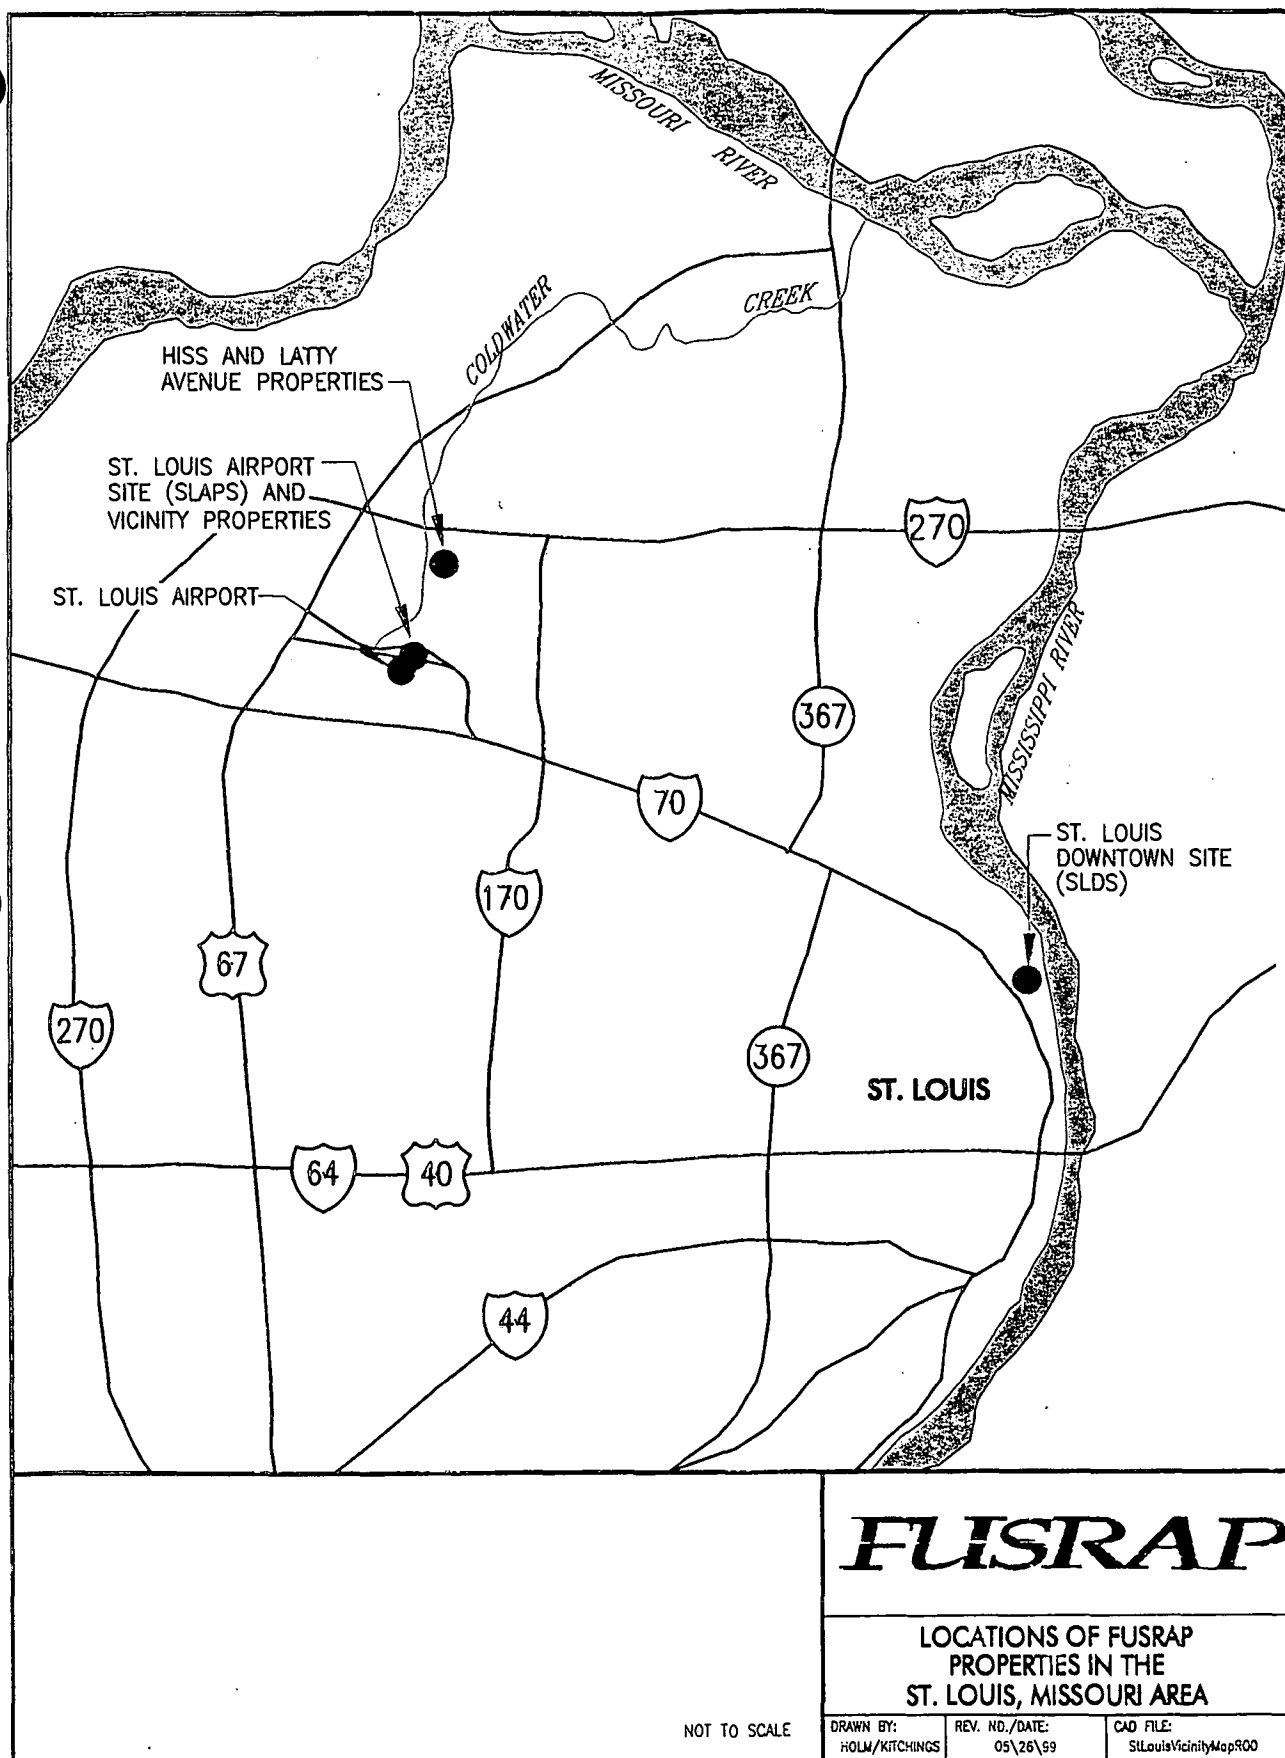 MISSOURI
RIVER
COLDWATER
CREEK
HISS AND LATTY
AVENUE PROPERTIES
ST. LOUIS AIRPORT
SITE (SLAPS) AND
VICINITY PROPERTIES
270
ST. LOUIS AIRPORT
MISSISSIPPI RIVER
367
70
ST. LOUIS
DOWNTOWN SITE
(SLDS)
170
67
270
367
ST. LOUIS
64
40
44
FUSRAP
LOCATIONS OF FUSRAP
PROPERTIES IN THE
ST. LOUIS, MISSOURI AREA
NOT TO SCALE
DRAWN BY:
HOLM/KITCHINGS
REV. NO./DATE:
05\26\99
CAD FILE:
StLouisVicinityMapR00